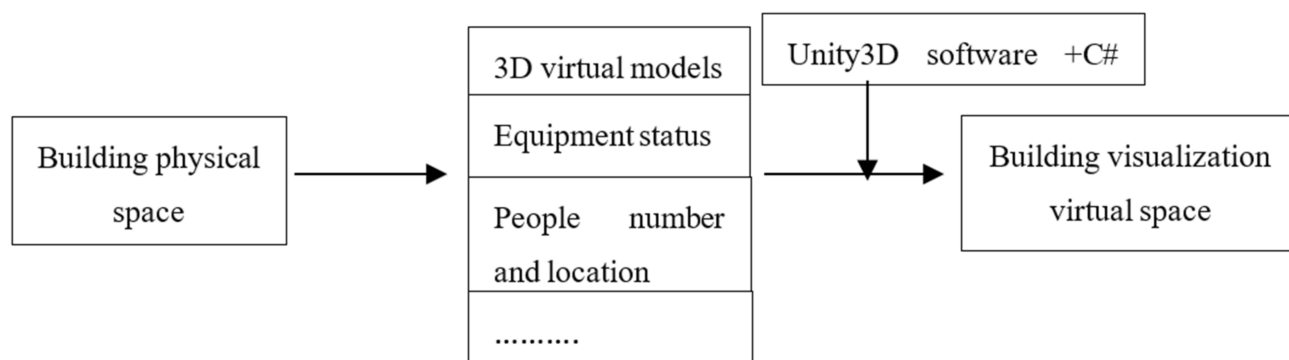 Building physical
space
3D virtual models
Equipment status
People number
and location
..........
Unity3D software +C#
Building visualization
virtual space